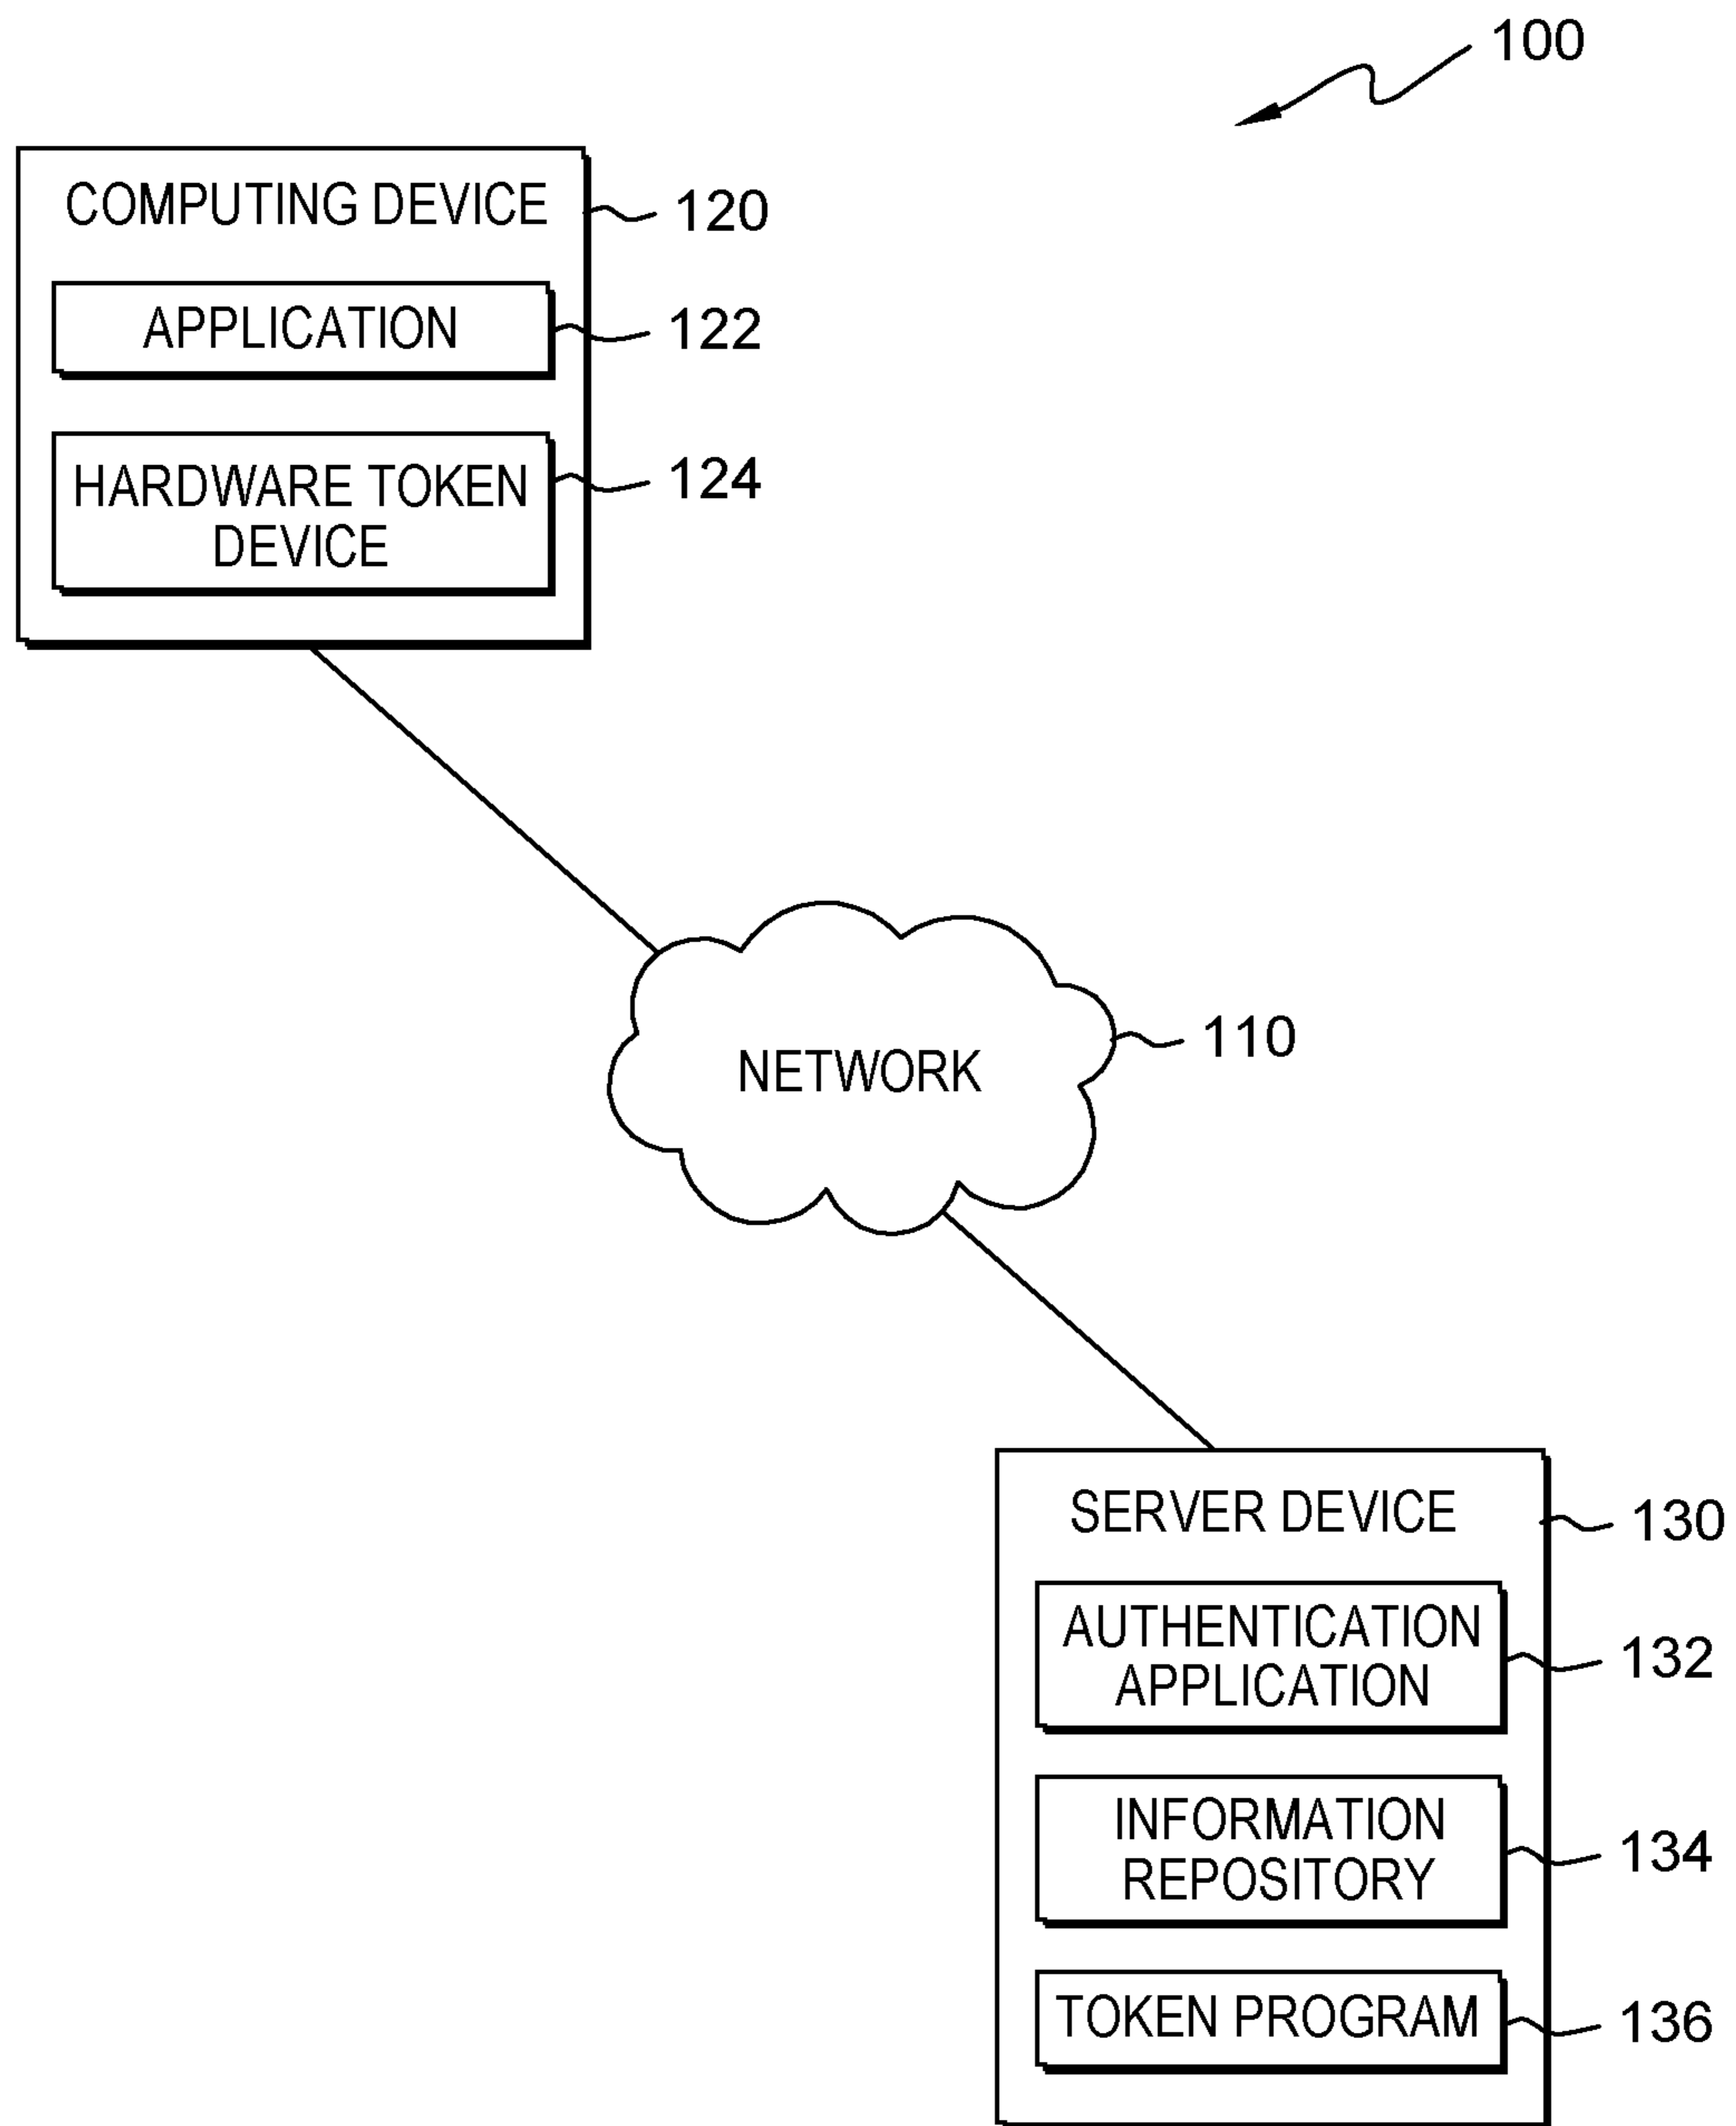 100
COMPUTING DEVICE
120
APPLICATION
122
HARDWARE TOKEN
DEVICE
124
NETWORK
110
SERVER DEVICE
130
AUTHENTICATION
APPLICATION
132
INFORMATION
REPOSITORY
134
TOKEN PROGRAM
136